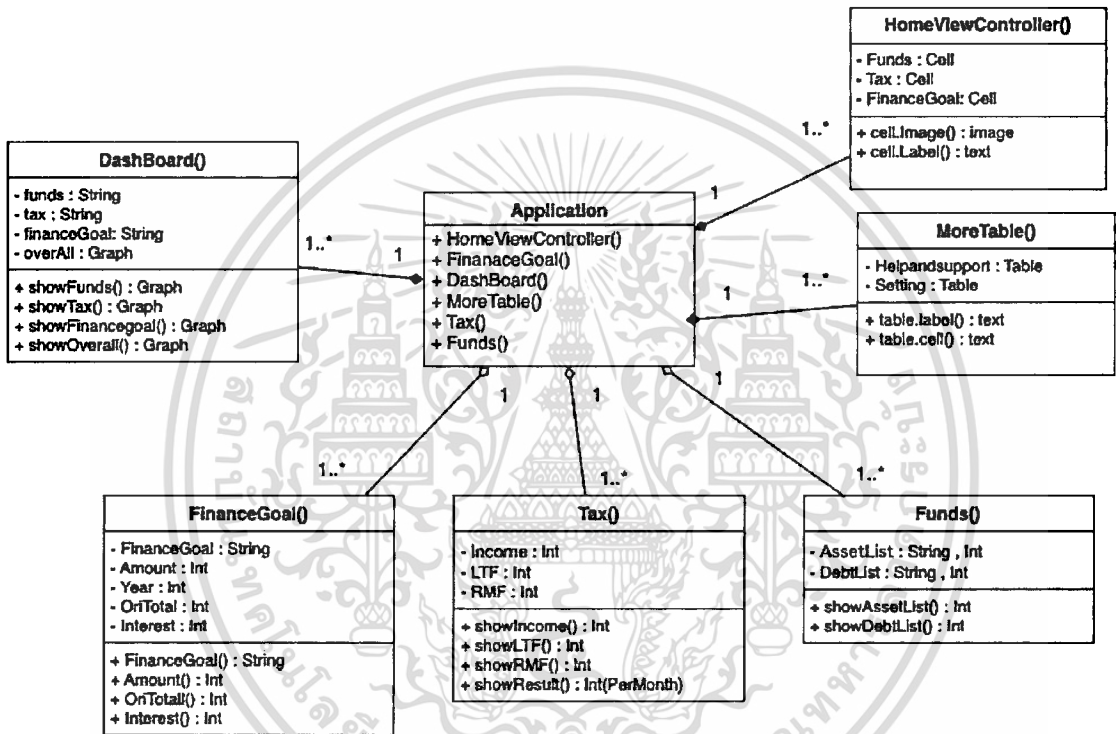 HomeViewController()
- Funds : Cell
- Tax : Cell
- FinanceGoal: Cell
+ cell.Image() : image
+ cell.Label() : text
1..*
1
DashBoard()
- funds : String
- tax : String
- financeGoal: String
- overAll : Graph
+ showFunds() : Graph
+ showTax() : Graph
+ showFinancegoal() : Graph
+ showOverall() : Graph
1..*
1
Application
+ HomeViewController()
+ FinanaceGoal()
+ DashBoard()
+ MoreTable()
+ Tax()
+ Funds()
MoreTable()
- Helpandsupport : Table
- Setting : Table
+ table.label() : text
+ table.cell() : text
1..*
1
1
1
1
1..*
1..*
1..*
FinanceGoal()
- FinanceGoal : String
- Amount : Int
- Year : Int
- OriTotal : Int
- Interest : Int
+ FinanceGoal() : String
+ Amount() : Int
+ OriTotall() : Int
+ Interest() : Int
Tax()
- Income : Int
- LTF : Int
- RMF : Int
+ showIncome() : Int
+ showLTF() : Int
+ showRMF() : Int
+ showResult() : Int(PerMonth)
Funds()
- AssetList : String , Int
- DebtList : String , Int
+ showAssetList() : Int
+ showDebtList() : Int